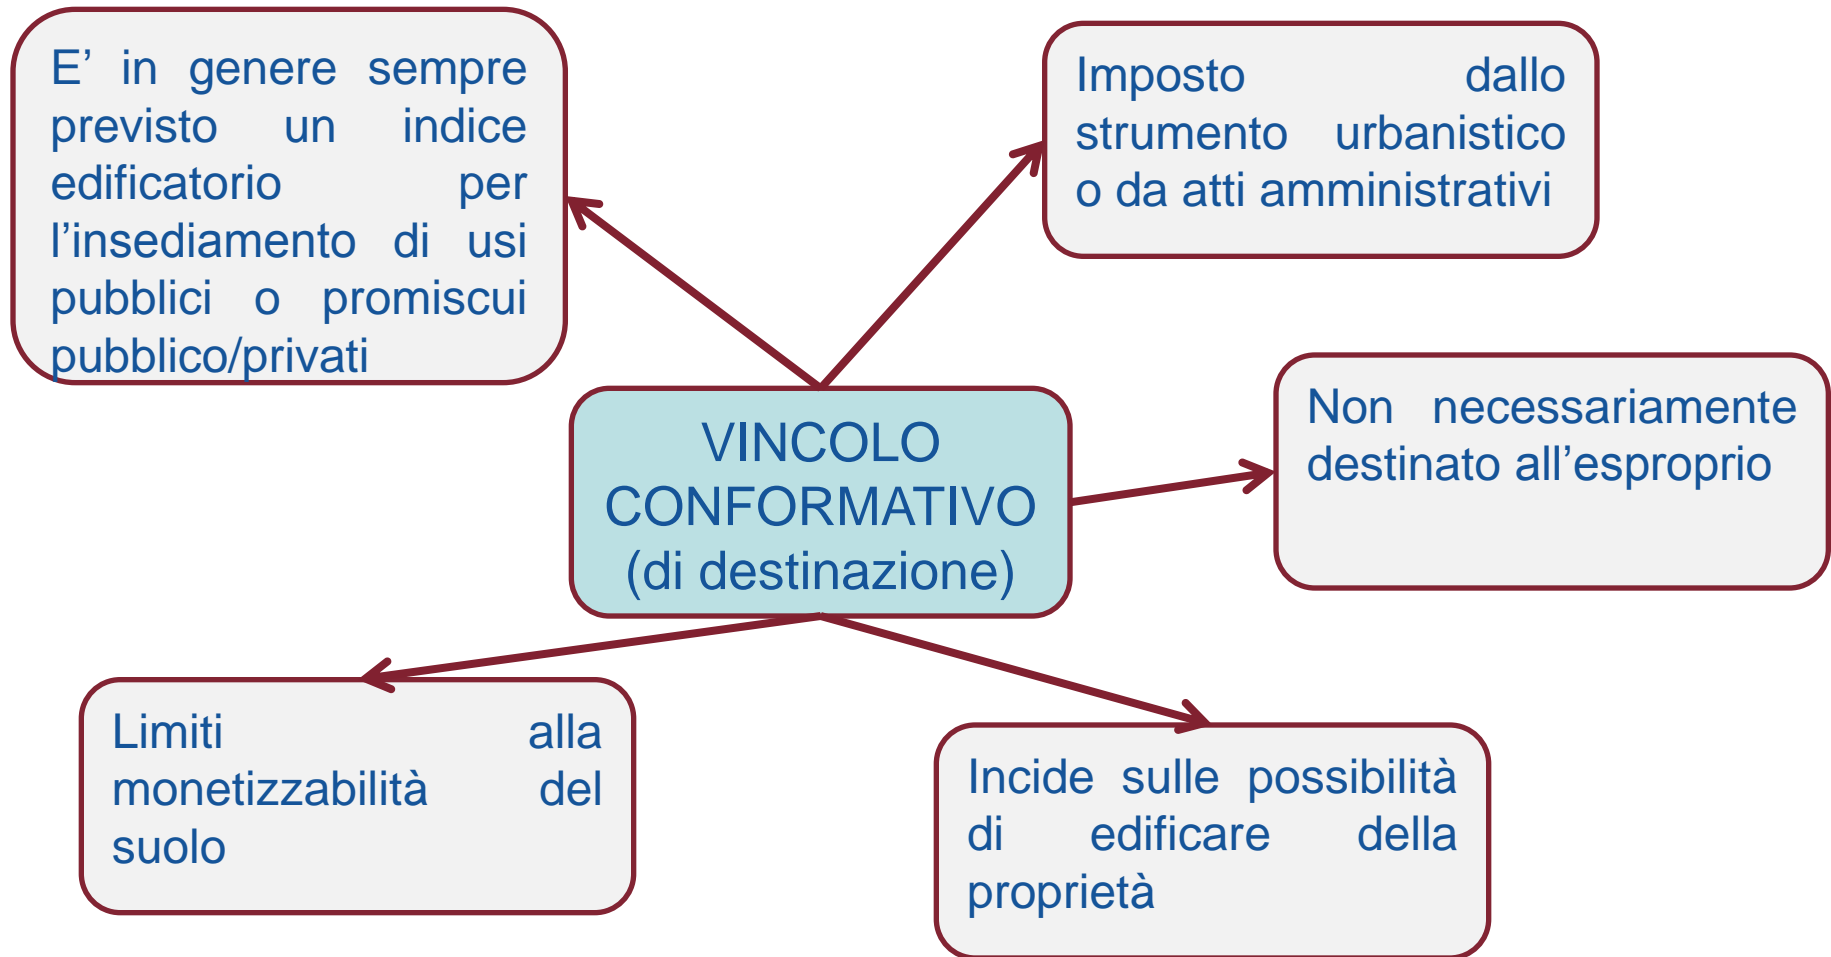 E’ in genere sempre
previsto un indice
edificatorio per
l’insediamento di usi
pubblici o promiscui
pubblico/privati
Imposto dallo
strumento urbanistico
o da atti amministrativi
VINCOLO
CONFORMATIVO
(di destinazione)
Non necessariamente
destinato all’esproprio
Limiti alla
monetizzabilità del
suolo
Incide sulle possibilità
di edificare della
proprietà